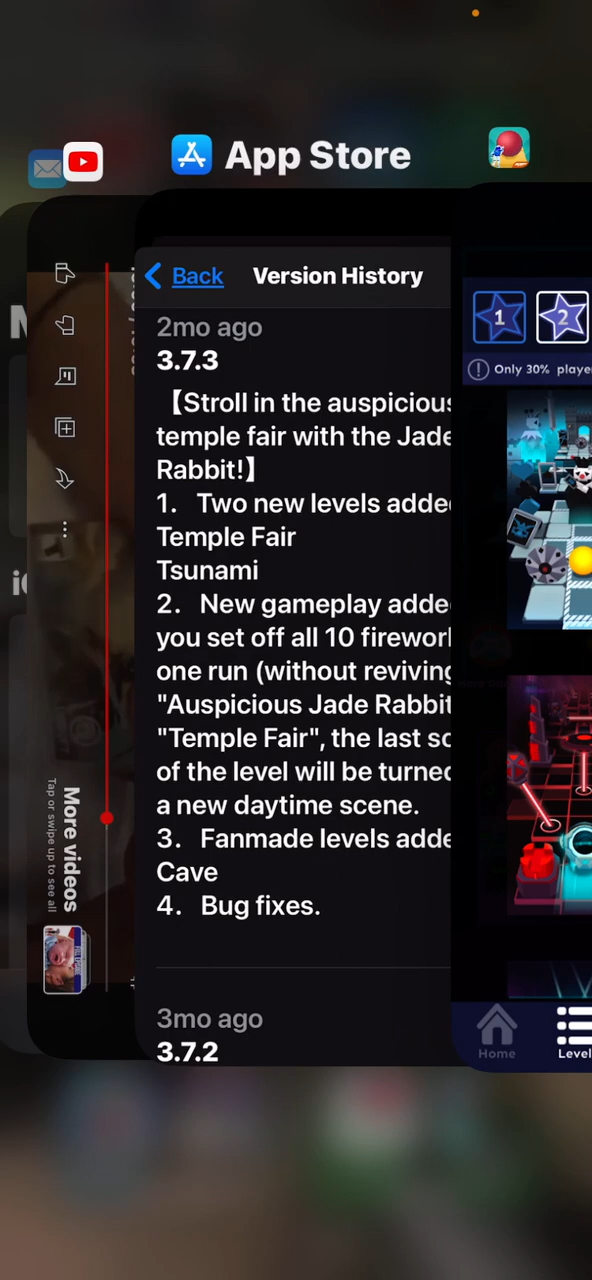 App Store
Back
Version History
2mo ago
3.7.3
【Stroll in the auspicious
temple fair with the Jade
Rabbit!】
1. Two new levels adde
Temple Fair
Tsunami
2. New gameplay adde
you set off all 10 firewor
one run (without reviving
"Auspicious Jade Rabbit
"Temple Fair", the last sc
of the level will be turne
a new daytime scene.
3. Fanmade levels adde
Cave
4. Bug fixes.
3mo ago
3.7.2
More videos
Tap or swipe up to see all
1
2
Only 30% playe
Home
Level